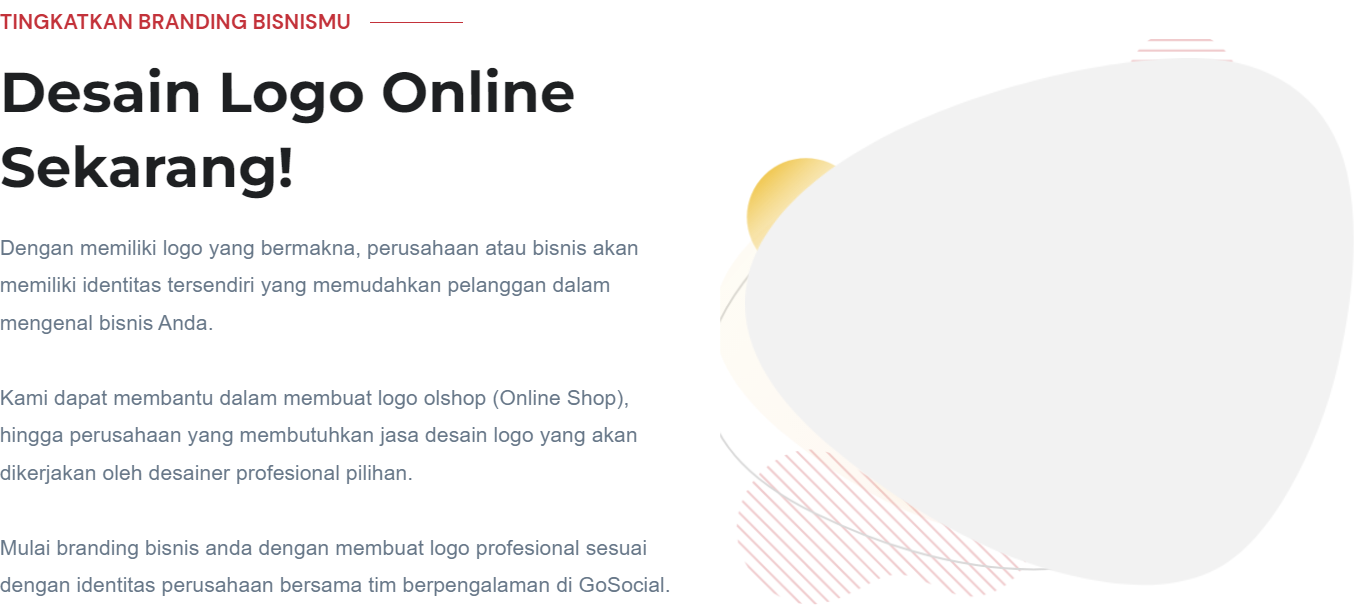 TINGKATKAN BRANDING BISNISMU
Desain Logo Online
Sekarang!
Dengan memiliki logo yang bermakna, perusahaan atau bisnis akan
memiliki identitas tersendiri yang memudahkan pelanggan dalam
mengenal bisnis Anda.
Kami dapat membantu dalam membuat logo olshop (Online Shop),
hingga perusahaan yang membutuhkan jasa desain logo yang akan
dikerjakan oleh desainer profesional pilihan.
Mulai branding bisnis anda dengan membuat logo profesional sesuai
dengan identitas perusahaan bersama tim berpengalaman di GoSocial.